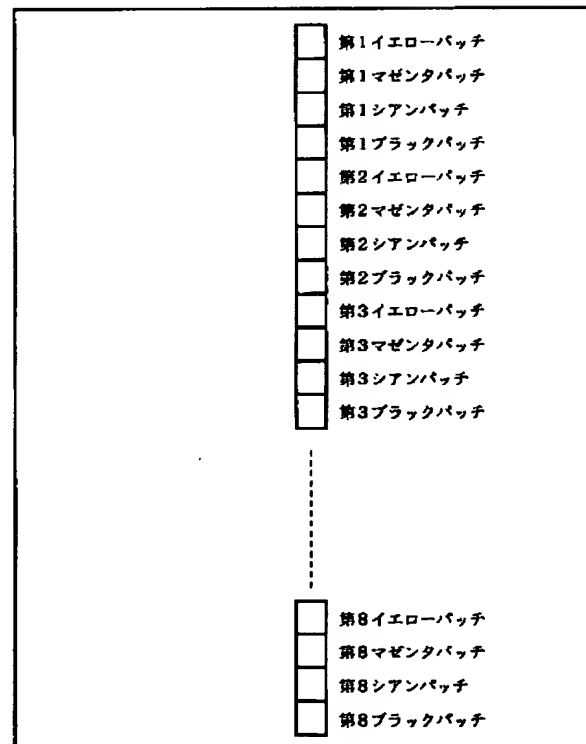 第1イエローパッチ
第1マゼンタパッチ
第1シアンパッチ
第1ブラックパッチ
第2イエローパッチ
第2マゼンタパッチ
第2シアンパッチ
第2ブラックパッチ
第3イエローパッチ
第3マゼンタパッチ
第3シアンパッチ
第3ブラックパッチ
第8イエローパッチ
第8マゼンタパッチ
第8シアンパッチ
第8ブラックパッチ